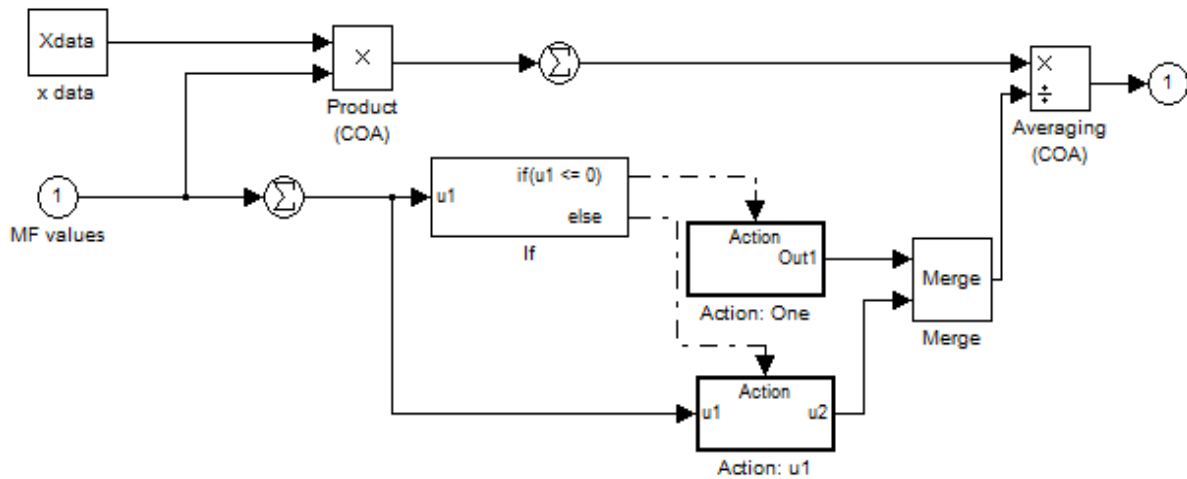 Xdata
x data
×
Product
(COA)
Σ
×
÷
Averaging
(COA)
1
1
MF values
Σ
u1
if(u1 <= 0)
else
If
Action
Out1
Action: One
Merge
Merge
Action
u1
u2
Action: u1